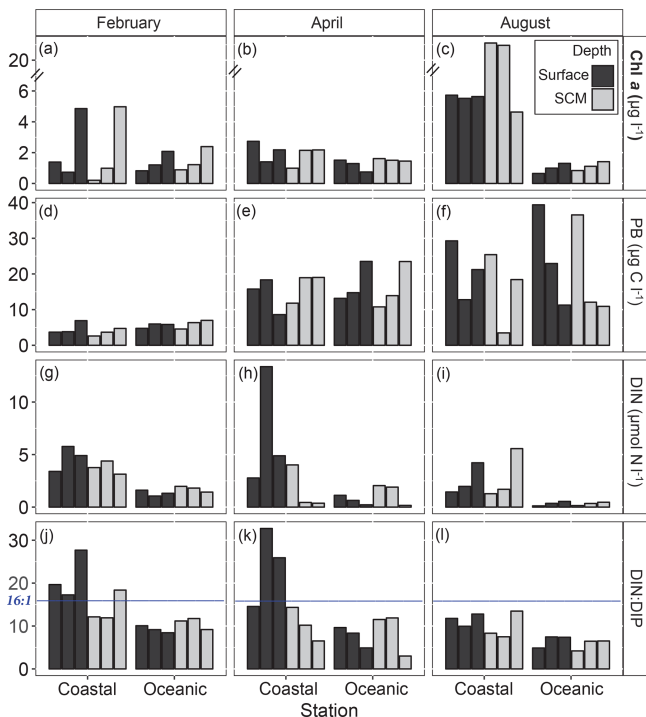 February
April
August
(a)
(b)
(c)
Depth
Surface
SCM
20
6
4
2
0
Chl a (µg l-1)
(d)
(e)
(f)
40
30
20
10
0
PB (µg C l-1)
(g)
(h)
(i)
10
5
0
DIN (µmol N l-1)
(j)
(k)
(l)
30
20
16:1
10
0
DIN:DIP
Coastal
Oceanic
Coastal
Oceanic
Coastal
Oceanic
Station